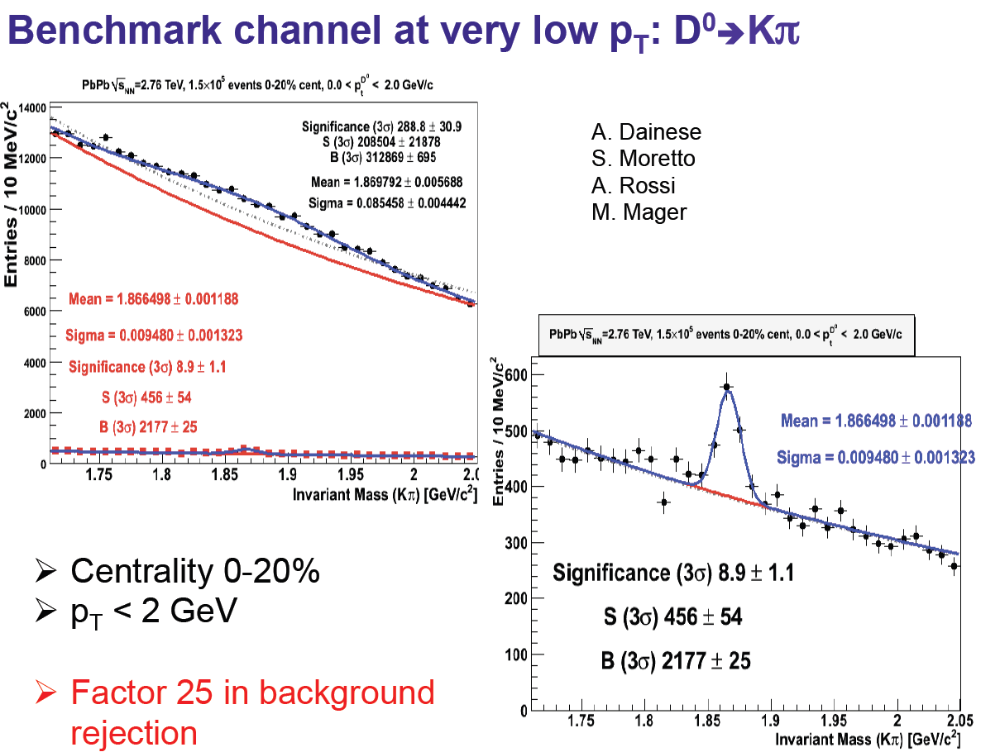 Benchmark channel at very low pT: D0➔Kπ
PbPb √sNN=2.76 TeV, 1.5×10^5 events 0-20% cent, 0.0 < pt^D0 < 2.0 GeV/c
Entries / 10 MeV/c²
14000
12000
10000
8000
6000
4000
2000
0
Significance (3σ) 288.8 ± 30.9
S (3σ) 208504 ± 21878
B (3σ) 312869 ± 695
Mean = 1.869792 ± 0.005688
Sigma = 0.085458 ± 0.004442
Mean = 1.866498 ± 0.001188
Sigma = 0.009480 ± 0.001323
Significance (3σ) 8.9 ± 1.1
S (3σ) 456 ± 54
B (3σ) 2177 ± 25
1.75 1.8 1.85 1.9 1.95 2 2.0
Invariant Mass (Kπ) [GeV/c²]
A. Dainese
S. Moretto
A. Rossi
M. Mager
PbPb √sNN=2.76 TeV, 1.5×10^5 events 0-20% cent, 0.0 < pt^D0 < 2.0 GeV/c
Entries / 10 MeV/c²
600
500
400
300
200
100
0
Mean = 1.866498 ± 0.001188
Sigma = 0.009480 ± 0.001323
Significance (3σ) 8.9 ± 1.1
S (3σ) 456 ± 54
B (3σ) 2177 ± 25
1.75 1.8 1.85 1.9 1.95 2 2.05
Invariant Mass (Kπ) [GeV/c²]
➢ Centrality 0-20%
➢ pT < 2 GeV
➢ Factor 25 in background
rejection